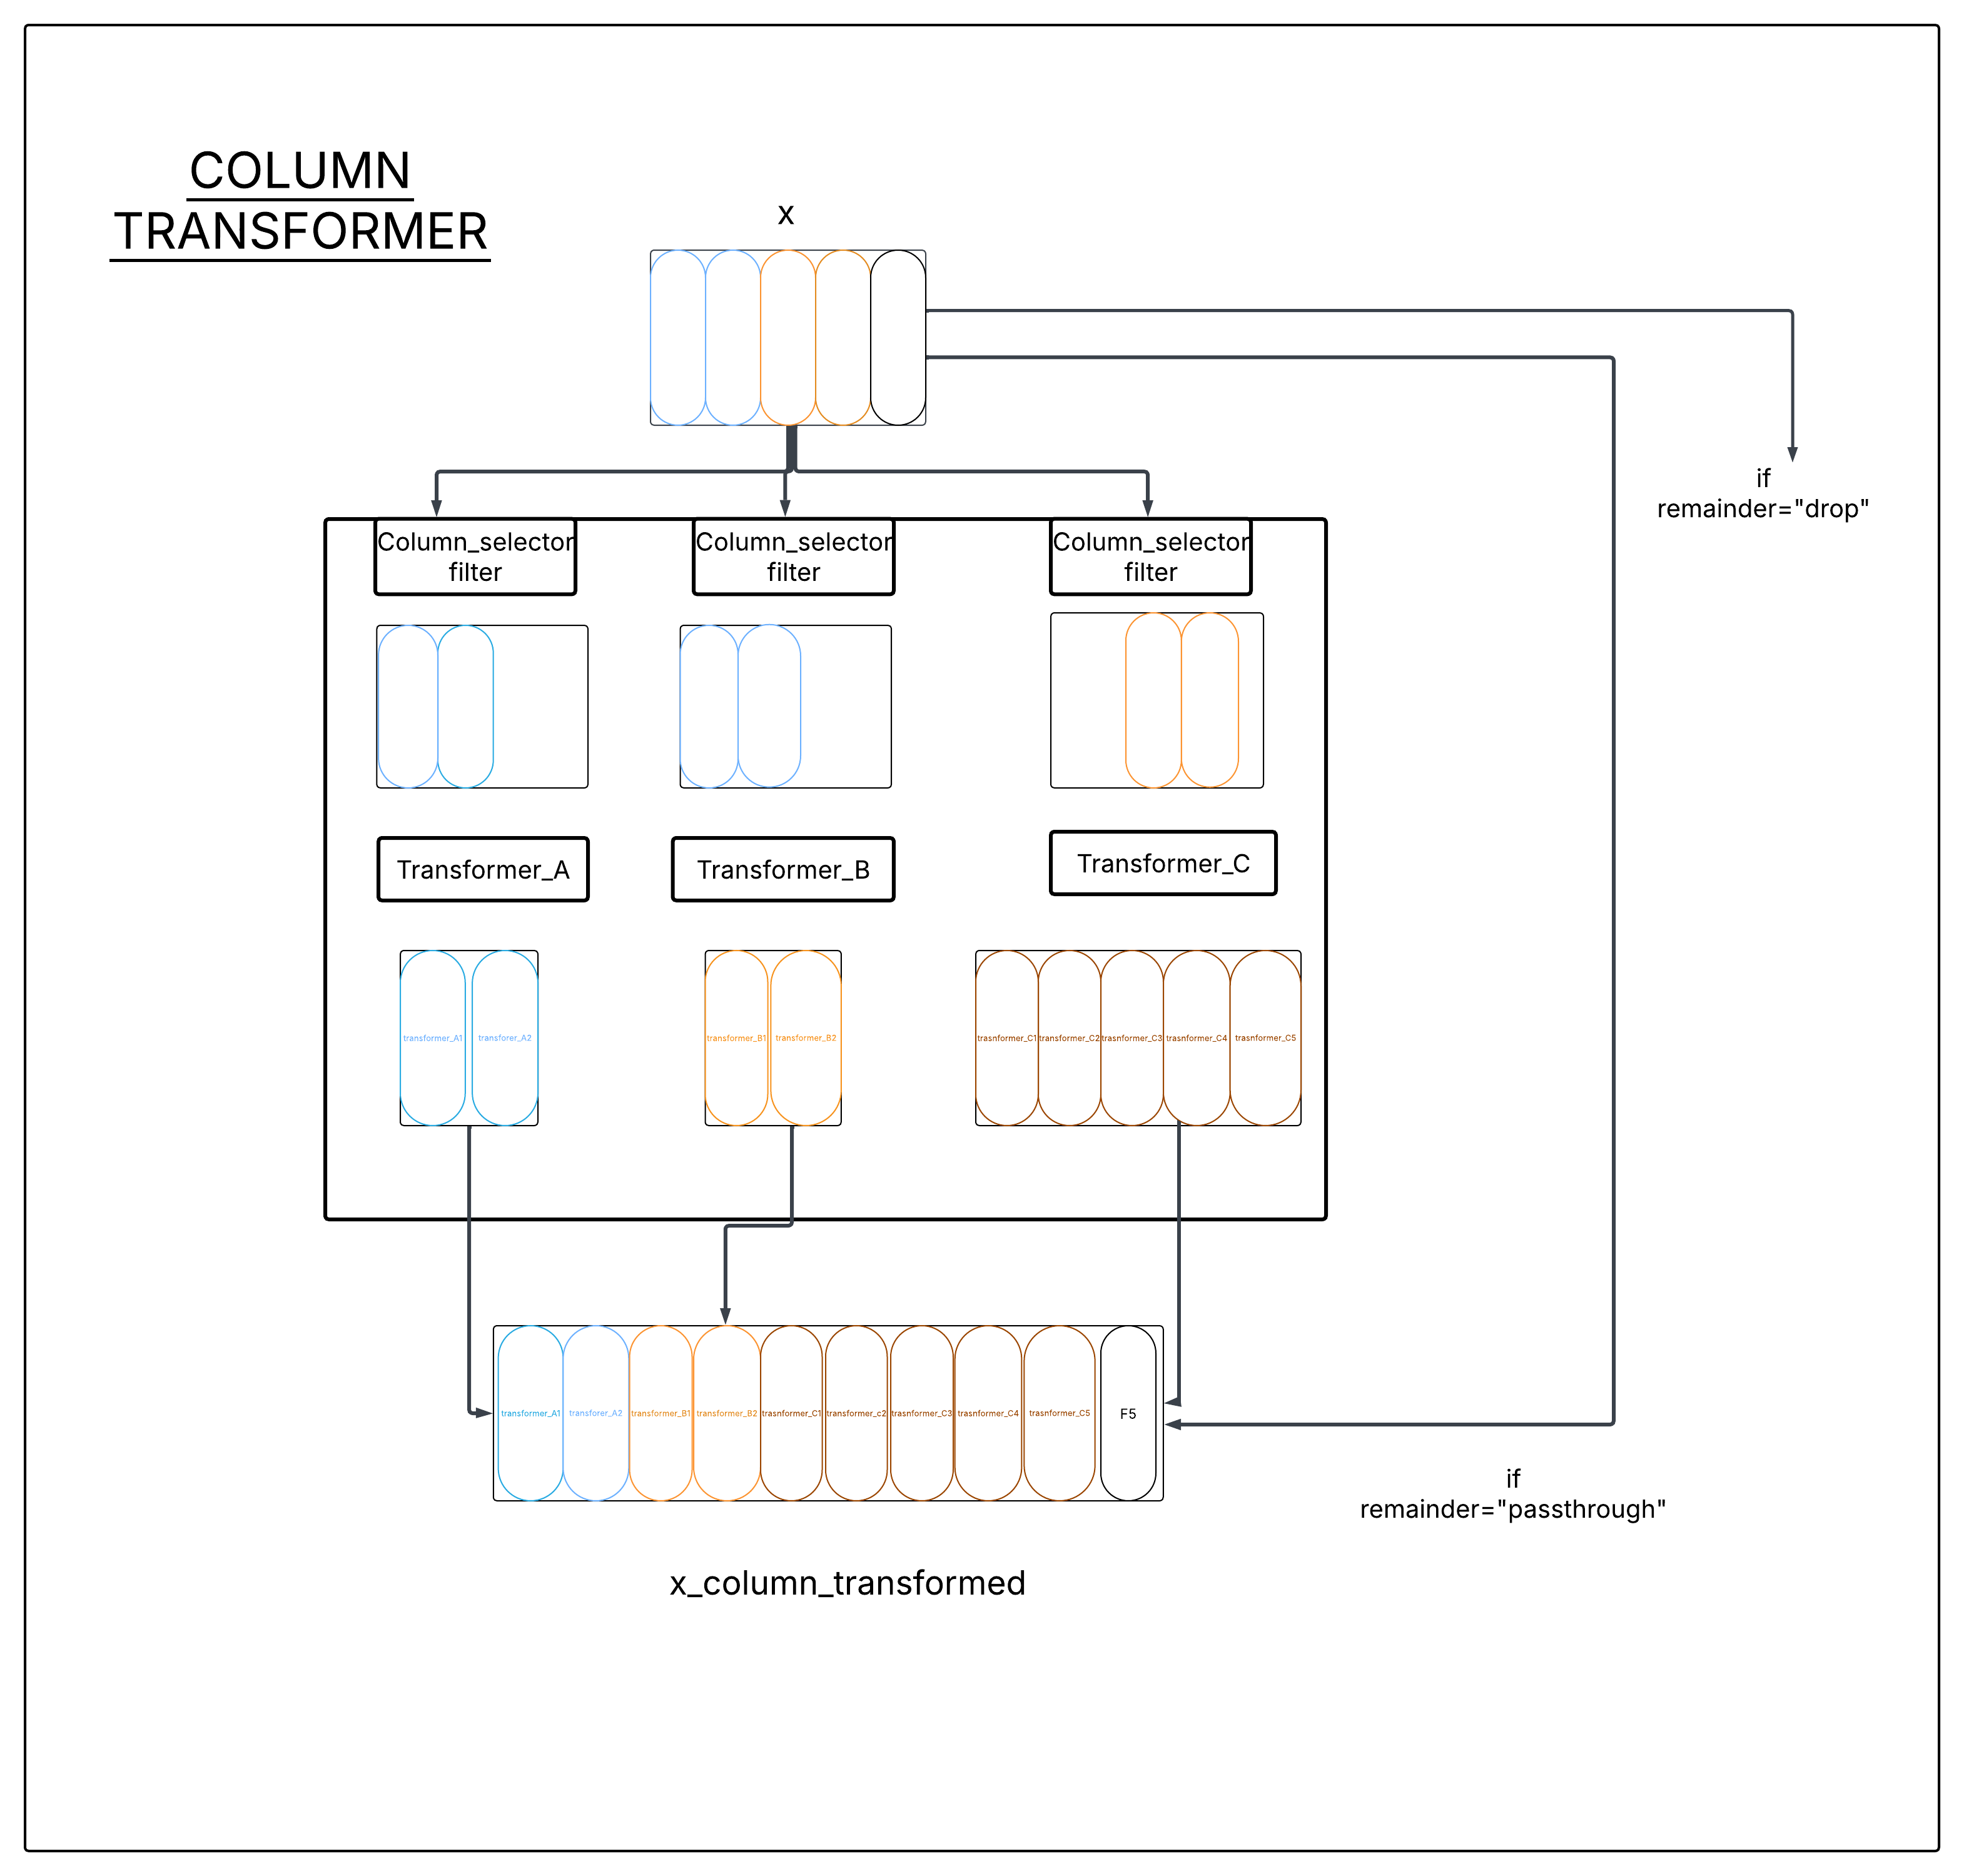 COLUMN
TRANSFORMER
x
if
remainder="drop"
Column_selector
filter
Column_selector
filter
Column_selector
filter
Transformer_A
Transformer_B
Transformer_C
transformer_A1
transforer_A2
transformer_B1
transformer_B2
trasnformer_C1
transformer_C2
trasnformer_C3
trasnformer_C4
trasnformer_C5
transformer_A1
transforer_A2
transformer_B1
transformer_B2
trasnformer_C1
transformer_c2
trasnformer_C3
trasnformer_C4
trasnformer_C5
F5
if
remainder="passthrough"
x_column_transformed